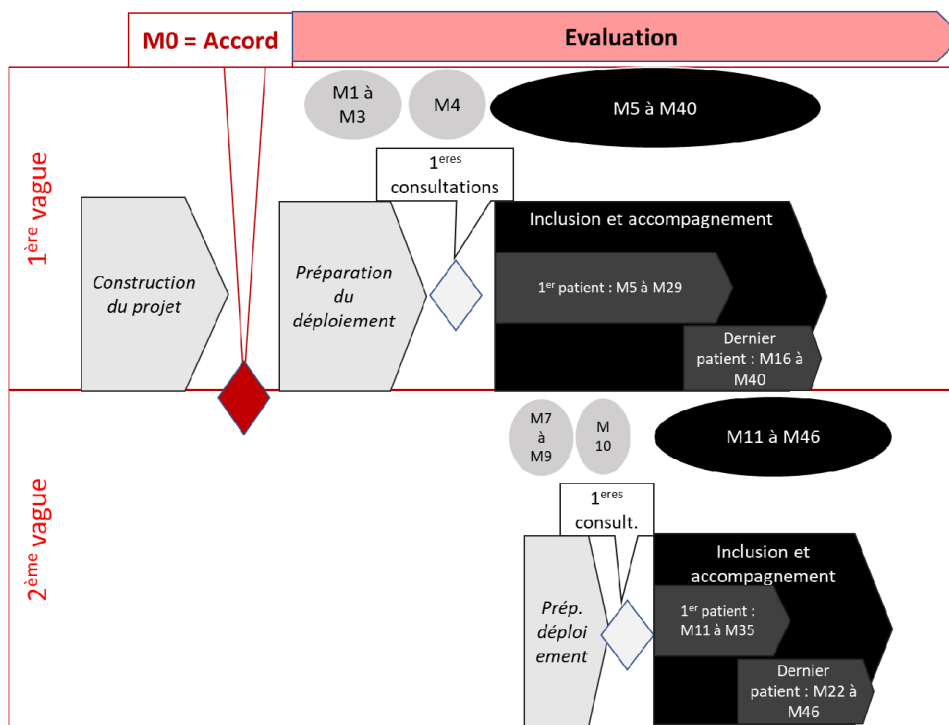 M0 = Accord
Evaluation
1ère vague
M1 à
M3
M4
M5 à M40
1eres
consultations
Construction
du projet
Préparation
du
déploiement
Inclusion et accompagnement
1er patient : M5 à M29
Dernier
patient : M16 à
M40
2ème vague
M7
à
M9
M
10
M11 à M46
1eres
consult.
Prép.
déploi
ement
Inclusion et
accompagnement
1er patient :
M11 à M35
Dernier
patient : M22 à
M46